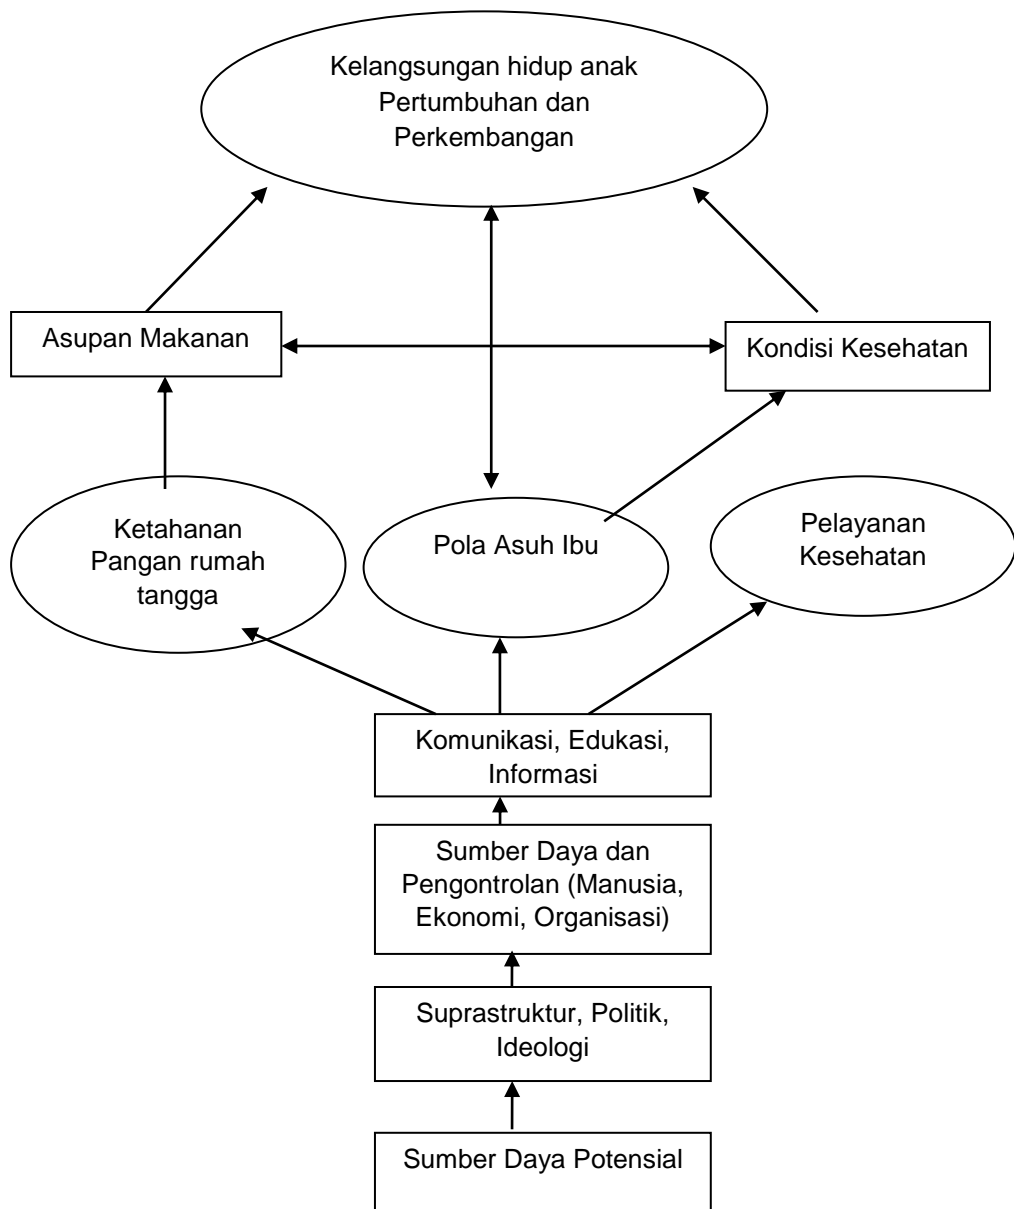 Kelangsungan hidup anak
Pertumbuhan dan
Perkembangan
Asupan Makanan
Kondisi Kesehatan
Ketahanan
Pangan rumah
tangga
Pola Asuh Ibu
Pelayanan
Kesehatan
Komunikasi, Edukasi,
Informasi
Sumber Daya dan
Pengontrolan (Manusia,
Ekonomi, Organisasi)
Suprastruktur, Politik,
Ideologi
Sumber Daya Potensial